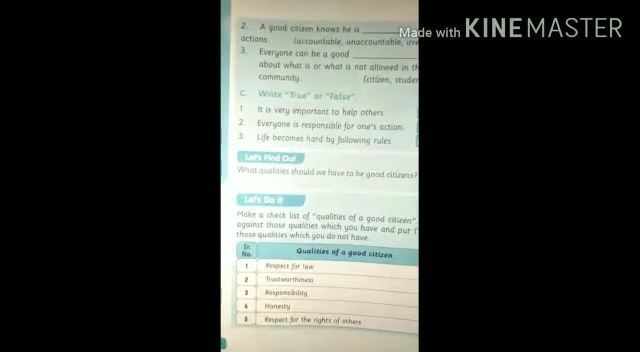 Made with KINEMASTER
2. A good citizen knows he is
actions. (accountable, unaccountable,
3. Everyone can be a good
about what is or what is not allowed in
community. (citizen,
C. Write "True" or "False".
1. It is very important to help others.
2. Everyone is responsible for one's action.
3. Life becomes hard by following rules.
Let's Find Out
What qualities should we have to be good citizens?
Let's Do It
Make a check list of "qualities of a good citizen".
against those qualities which you have and put (
those qualities which you do not have.
Sr. No. Qualities of a good citizen
1 Respect for law
2 Trustworthiness
3 Responsibility
4 Honesty
5 Respect for the rights of others